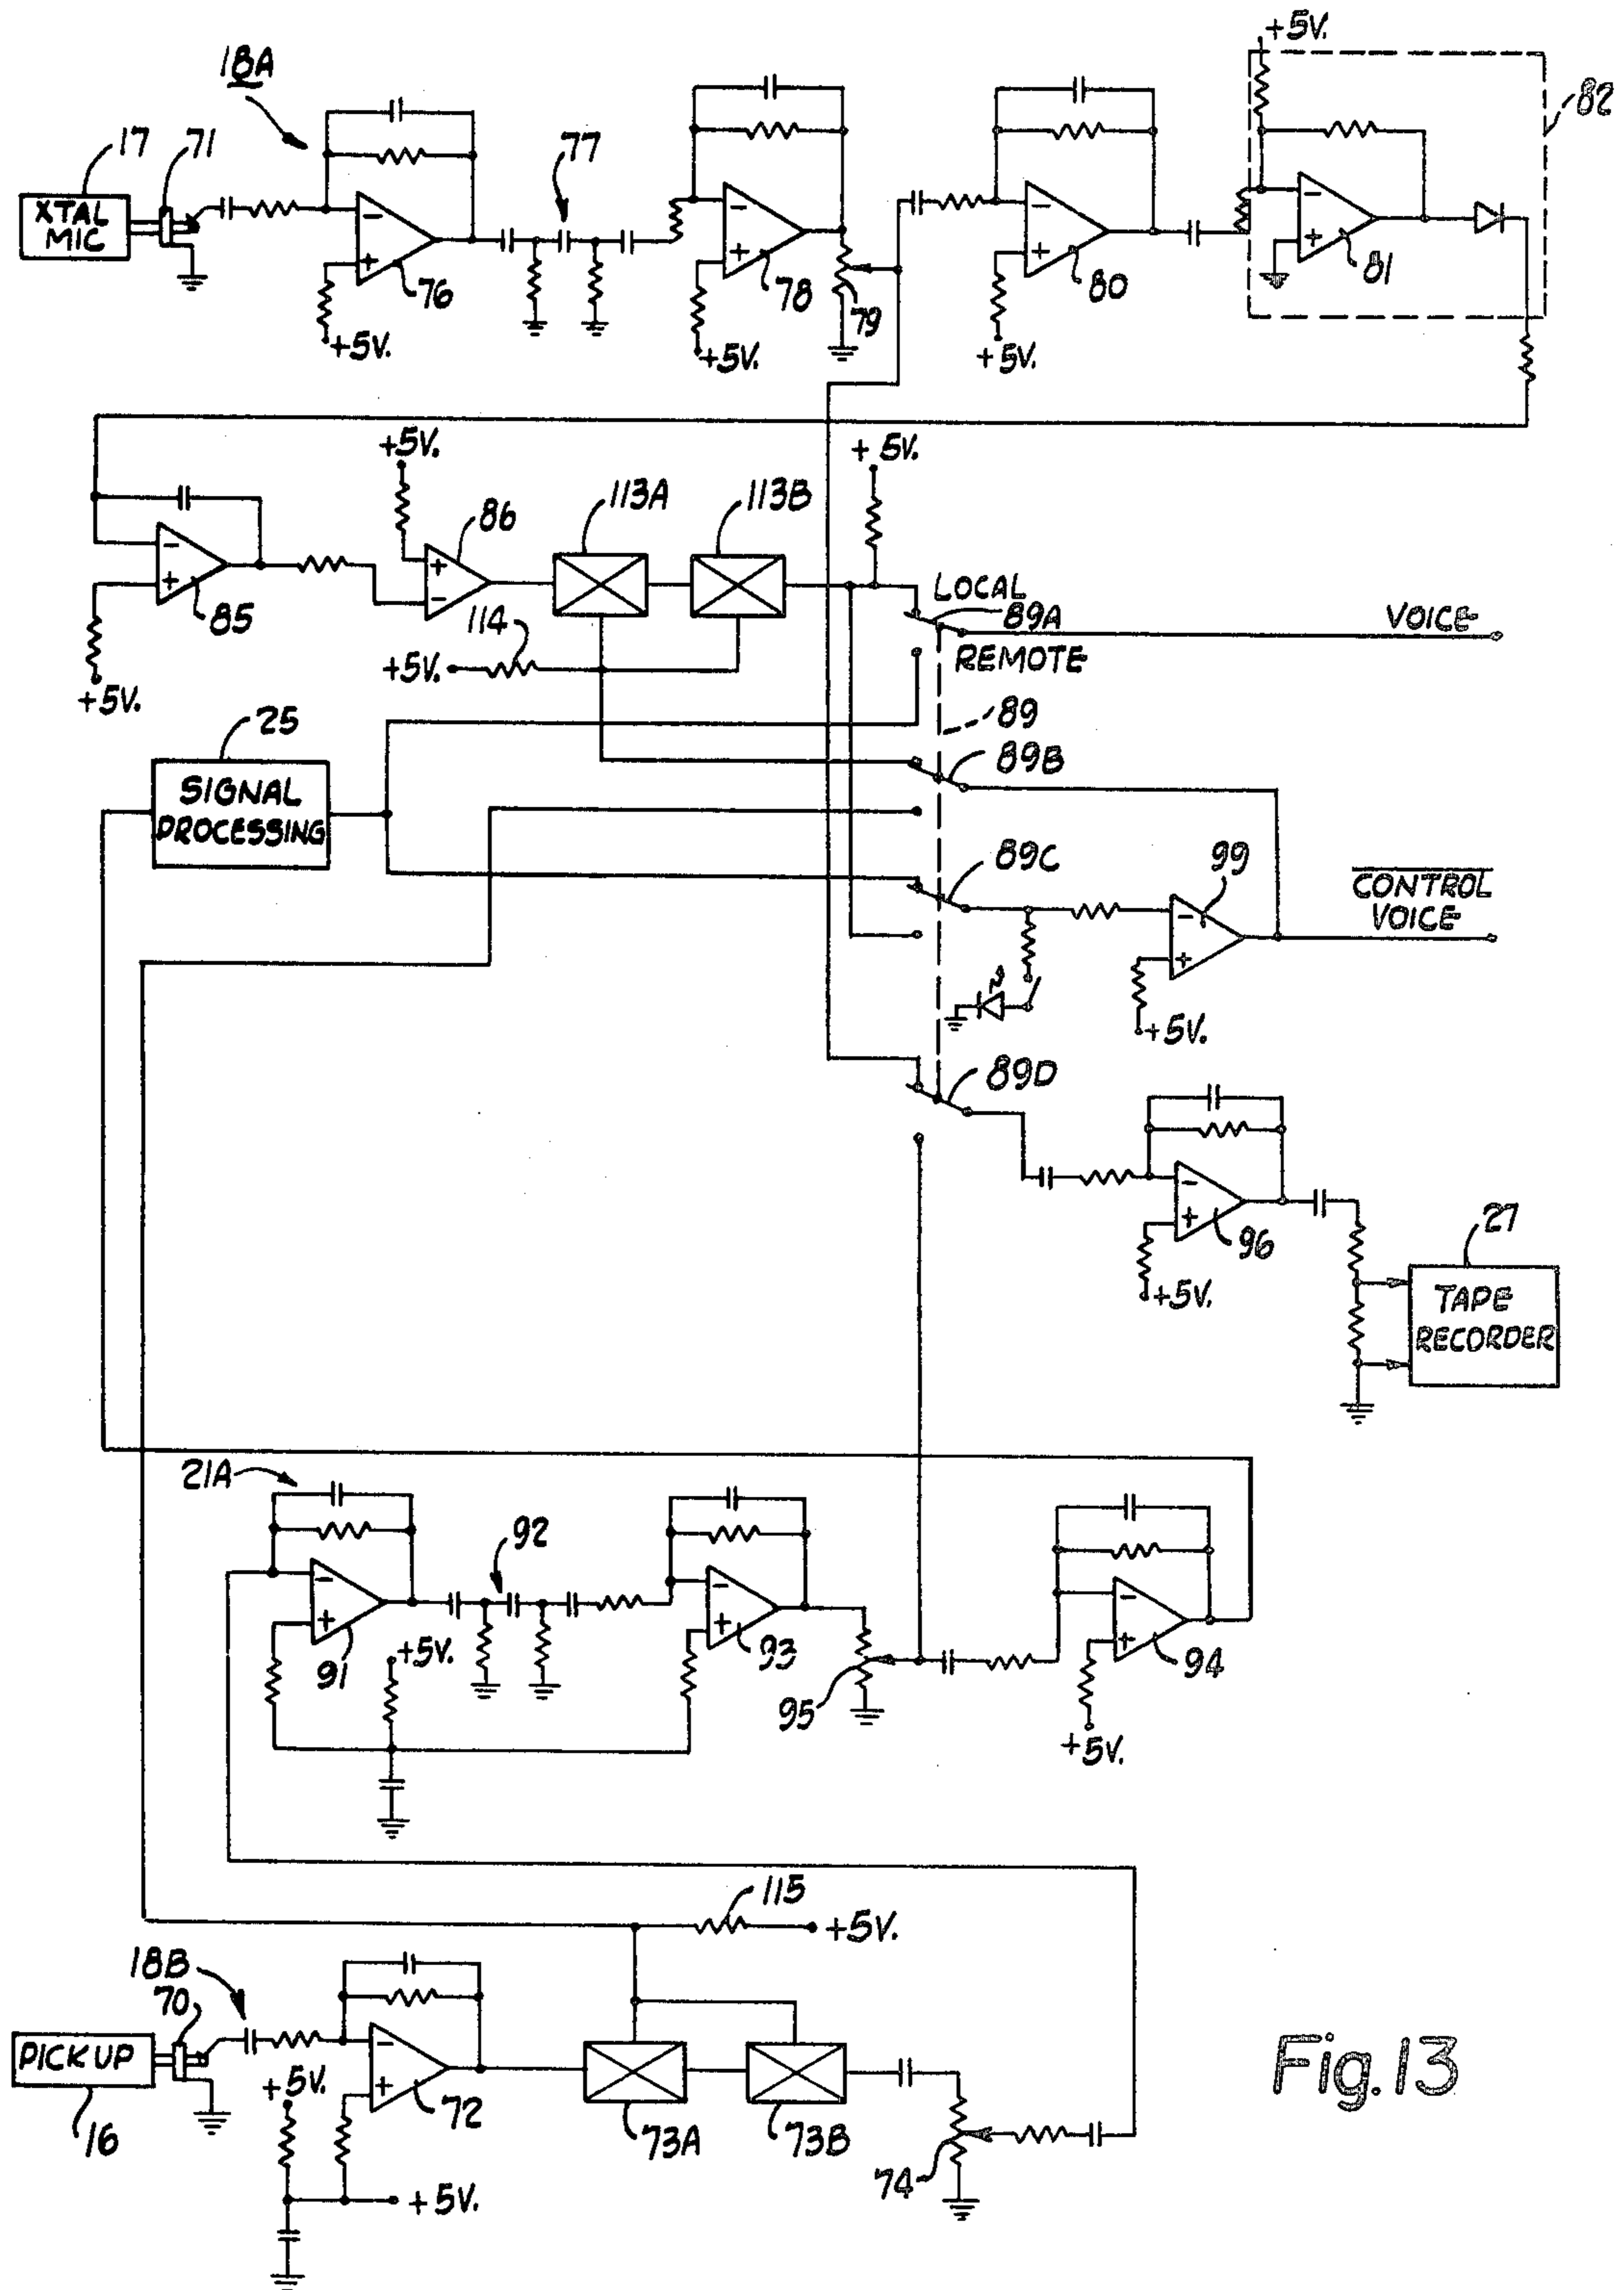 +5V.
18A
82
17
71
77
XTAL
MIC
76
78
79
80
81
+5V.
+5V.
+5V.
+5V.
+5V.
113A
113B
86
85
114
+5V.
+5V.
LOCAL
89A
VOICE
REMOTE
89
25
SIGNAL
PROCESSING
89B
89C
99
CONTROL
VOICE
+5V.
89D
96
+5V.
27
TAPE
RECORDER
21A
92
91
+5V.
93
95
94
+5V.
115
+5V.
18B
70
PICKUP
16
+5V.
72
73A
73B
74
+5V.
Fig. 13